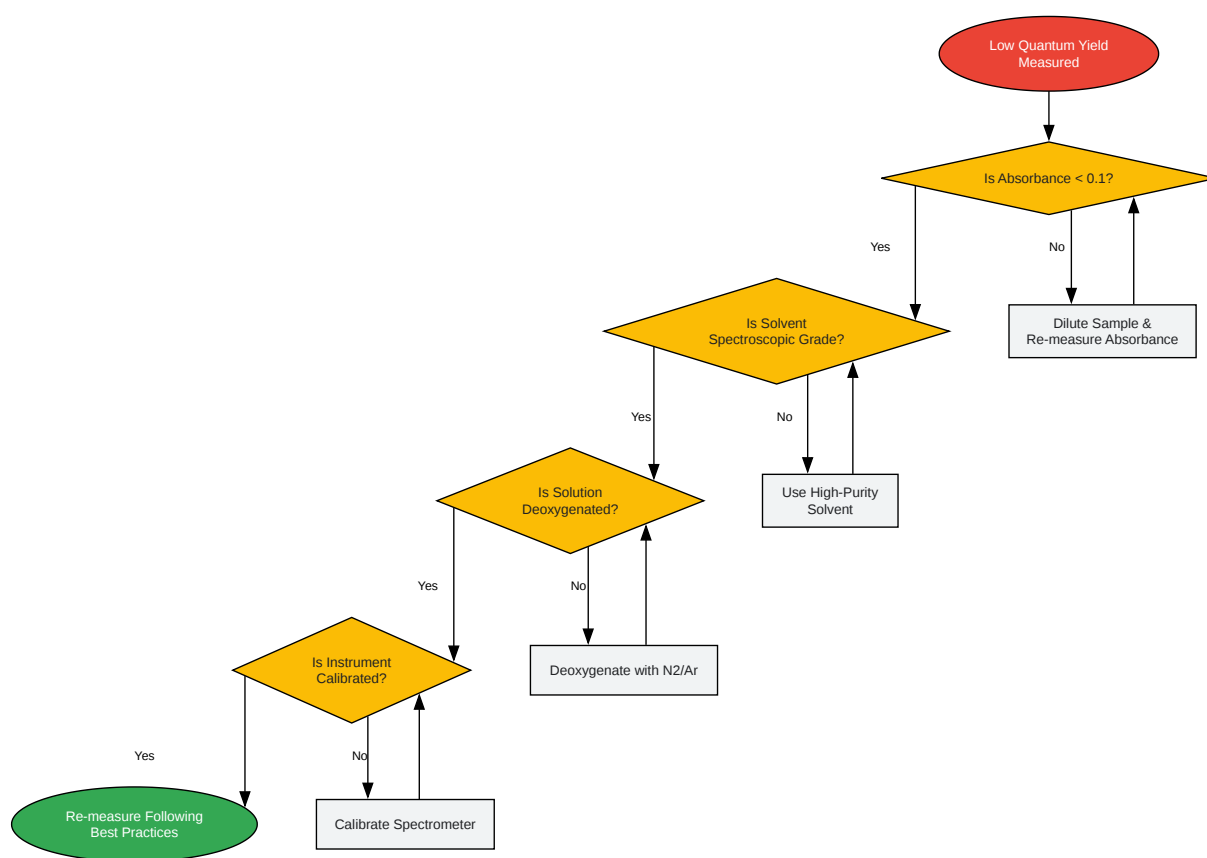 Low Quantum Yield
Measured
Is Absorbance < 0.1?
Yes
No
Dilute Sample &
Re-measure Absorbance
Is Solvent
Spectroscopic Grade?
Yes
No
Use High-Purity
Solvent
Is Solution
Deoxygenated?
Yes
No
Deoxygenate with N2/Ar
Is Instrument
Calibrated?
Yes
No
Calibrate Spectrometer
Re-measure Following
Best Practices